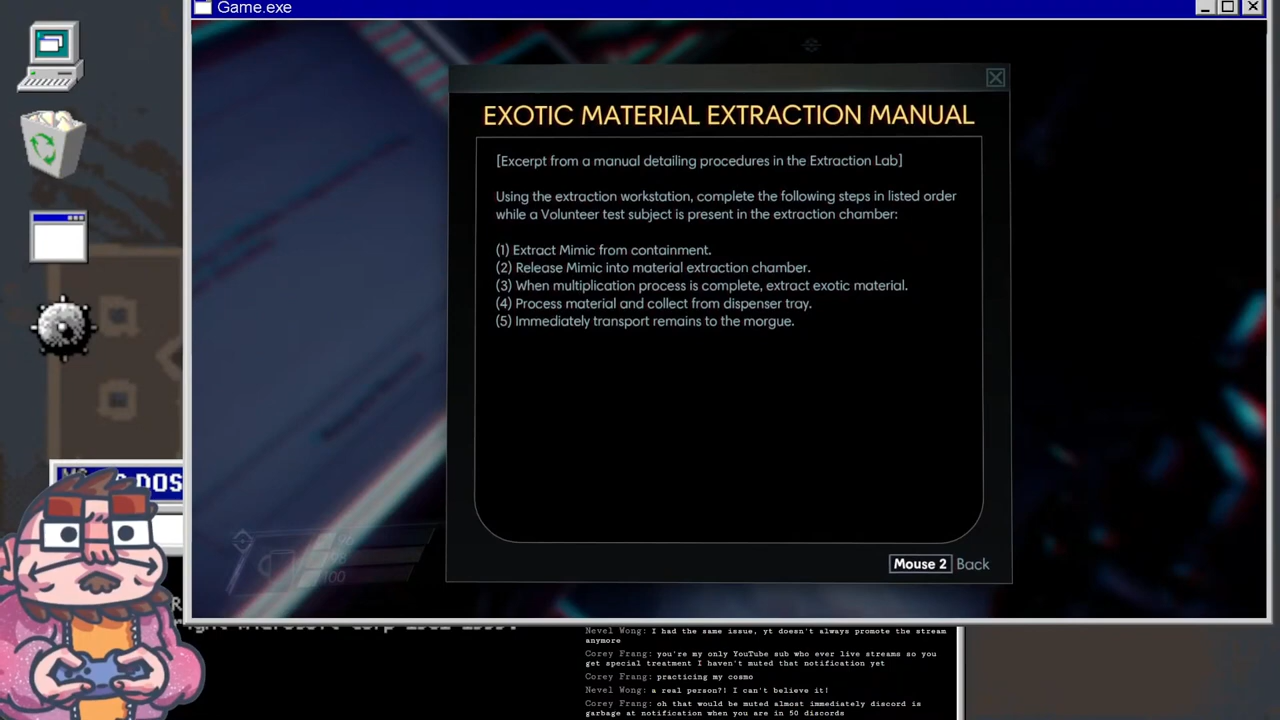 Game.exe
EXOTIC MATERIAL EXTRACTION MANUAL
[Excerpt from a manual detailing procedures in the Extraction Lab]
Using the extraction workstation, complete the following steps in listed order
while a Volunteer test subject is present in the extraction chamber:
(1) Extract Mimic from containment.
(2) Release Mimic into material extraction chamber.
(3) When multiplication process is complete, extract exotic material.
(4) Process material and collect from dispenser tray.
(5) Immediately transport remains to the morgue.
Mouse 2 Back
DOS
/100
Nevel Wong: I had the same issue, yt doesn't always promote the stream
anymore
Corey Frang: you're my only YouTube sub who ever live streams so you
get special treatment I haven't muted that notification yet
Corey Frang: practicing my cosmo
Nevel Wong: a real person?! I can't believe it!
Corey Frang: oh that would be muted almost immediately discord is
garbage at notification when you are in 50 discords